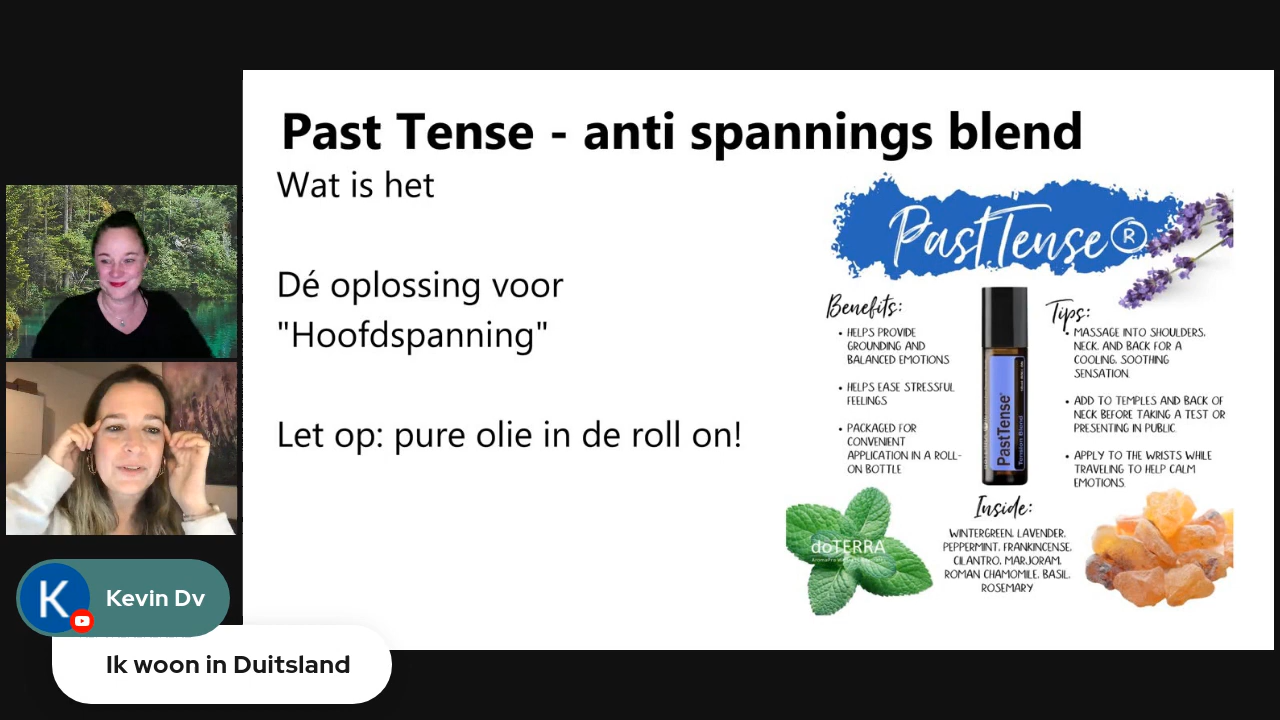 Past Tense - anti spannings blend
Wat is het
Dé oplossing voor
"Hoofdspanning"
Let op: pure olie in de roll on!
PastTense®
Benefits:
• HELPS PROVIDE
GROUNDING AND
BALANCED EMOTIONS
• HELPS EASE STRESSFUL
FEELINGS
• PACKAGED FOR
CONVENIENT
APPLICATION IN A ROLL-
ON BOTTLE
PastTense®
Tension Blend
Tips:
• MASSAGE INTO SHOULDERS,
NECK, AND BACK FOR A
COOLING, SOOTHING
SENSATION.
• ADD TO TEMPLES AND BACK OF
NECK BEFORE TAKING A TEST OR
PRESENTING IN PUBLIC.
• APPLY TO THE WRISTS WHILE
TRAVELING TO HELP CALM
EMOTIONS.
Inside:
WINTERGREEN, LAVENDER,
PEPPERMINT, FRANKINCENSE,
CILANTRO, MARJORAM,
ROMAN CHAMOMILE, BASIL,
ROSEMARY
doTERRA
K
Kevin Dv
Ik woon in Duitsland